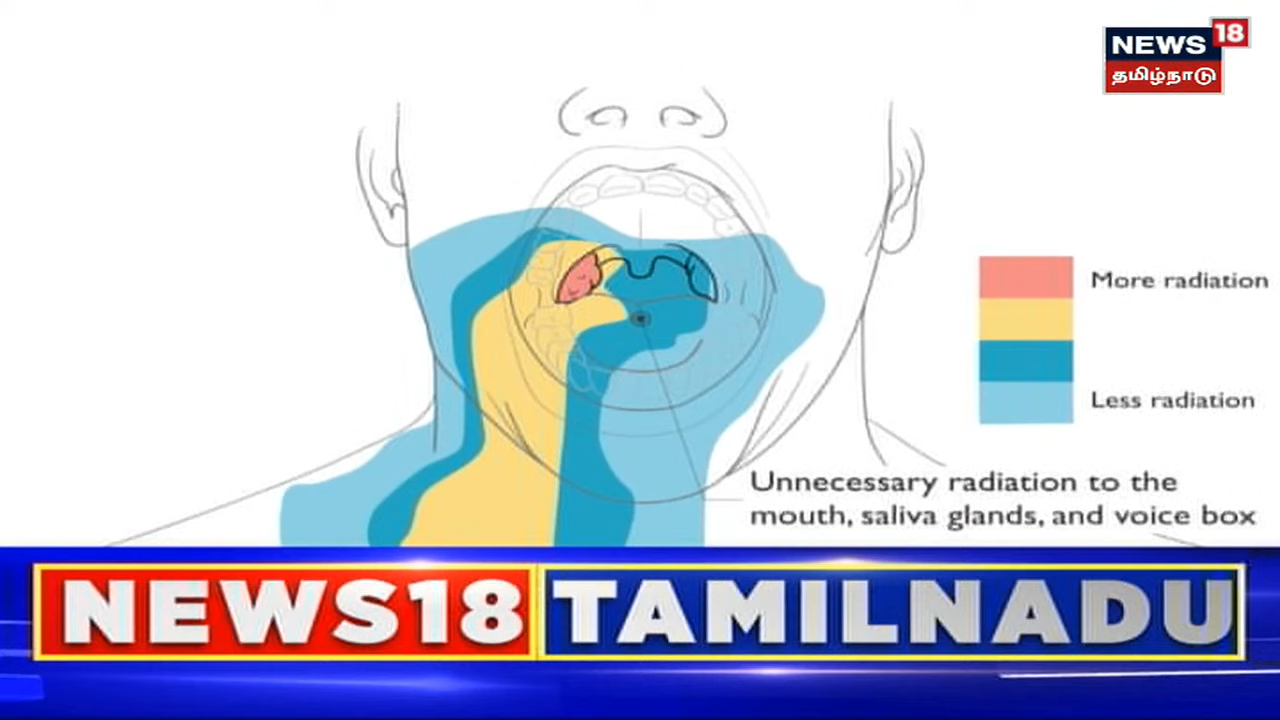 NEWS 18
தமிழ்நாடு
More radiation
Less radiation
Unnecessary radiation to the
mouth, saliva glands, and voice box
NEWS18 TAMILNADU